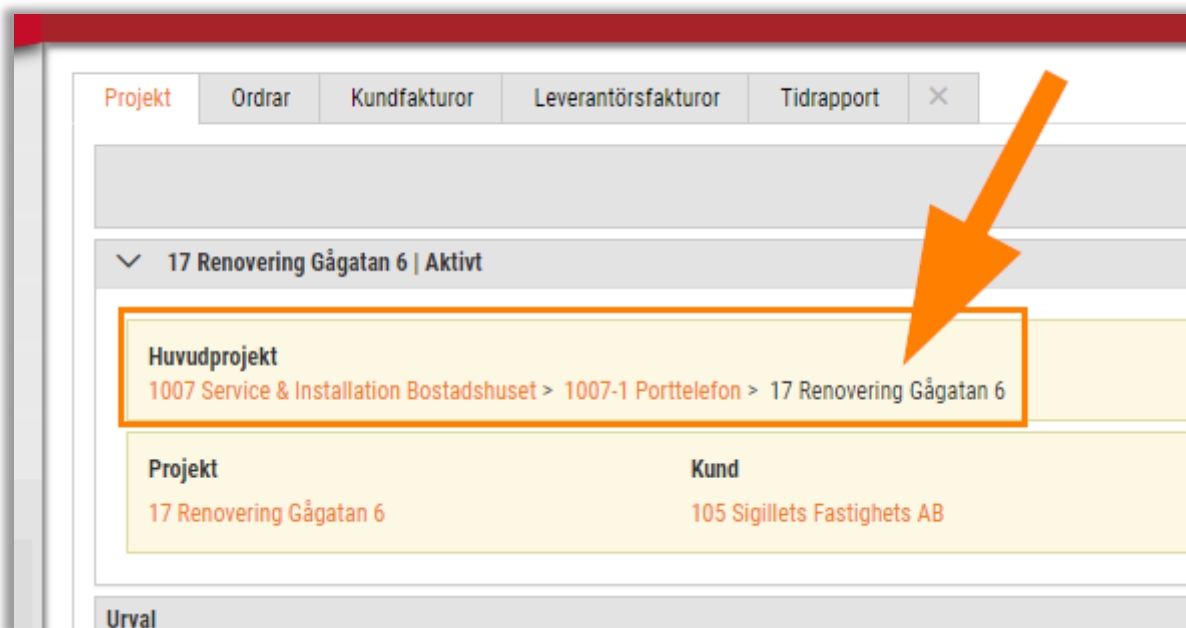 Projekt Ordrar Kundfakturor Leverantörsfakturor Tidrapport ×
17 Renovering Gågatan 6 | Aktivt
Huvudprojekt
1007 Service & Installation Bostadshuset > 1007-1 Porttelefon > 17 Renovering Gågatan 6
Projekt Kund
17 Renovering Gågatan 6 105 Sigillets Fastighets AB
Urval